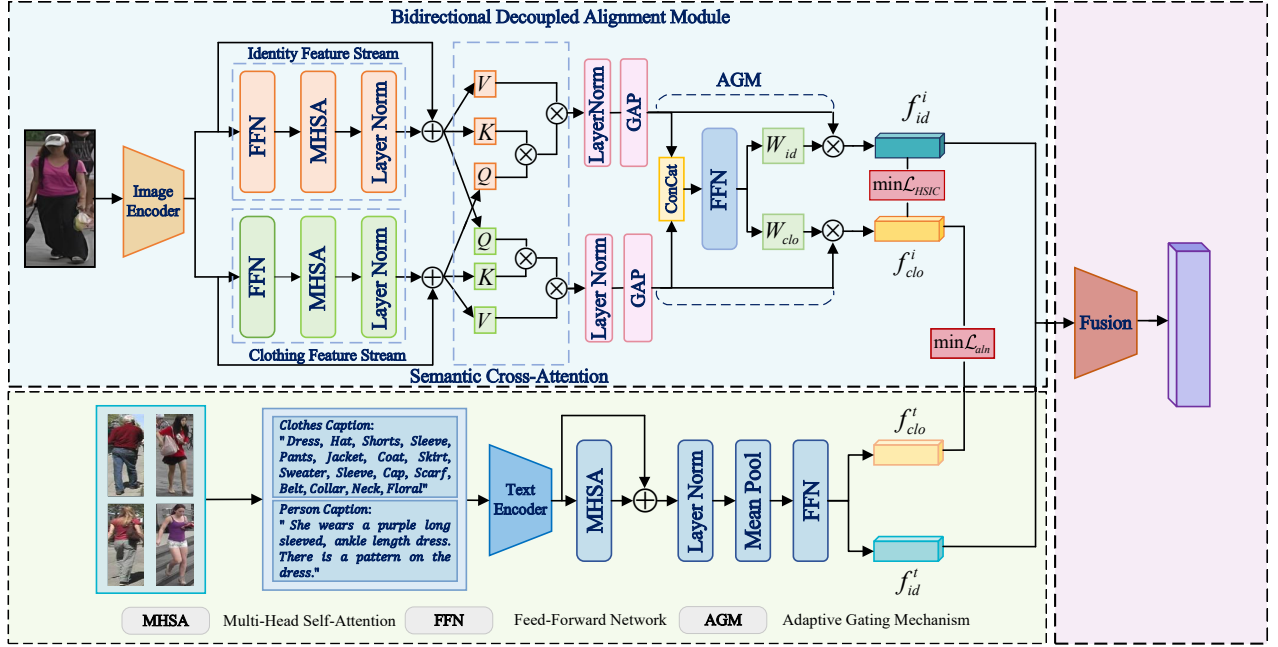 Bidirectional Decoupled Alignment Module
Identity Feature Stream
FFN
MHSA
Layer Norm
Image
Encoder
FFN
MHSA
Layer Norm
Clothing Feature Stream
V
K
Q
Q
K
V
Semantic Cross-Attention
LayerNorm
GAP
Layer Norm
GAP
AGM
ConCat
FFN
W_id
W_clo
f^i_id
min L_HSIC
f^i_clo
min L_aln
Fusion
Clothes Caption:
"Dress, Hat, Shorts, Sleeve,
Pants, Jacket, Coat, Skirt,
Sweater, Sleeve, Cap, Scarf,
Belt, Collar, Neck, Floral"
Person Caption:
" She wears a purple long
sleeved, ankle length dress.
There is a pattern on the
dress."
Text
Encoder
MHSA
Layer Norm
Mean Pool
FFN
f^t_clo
f^t_id
MHSA Multi-Head Self-Attention FFN Feed-Forward Network AGM Adaptive Gating Mechanism